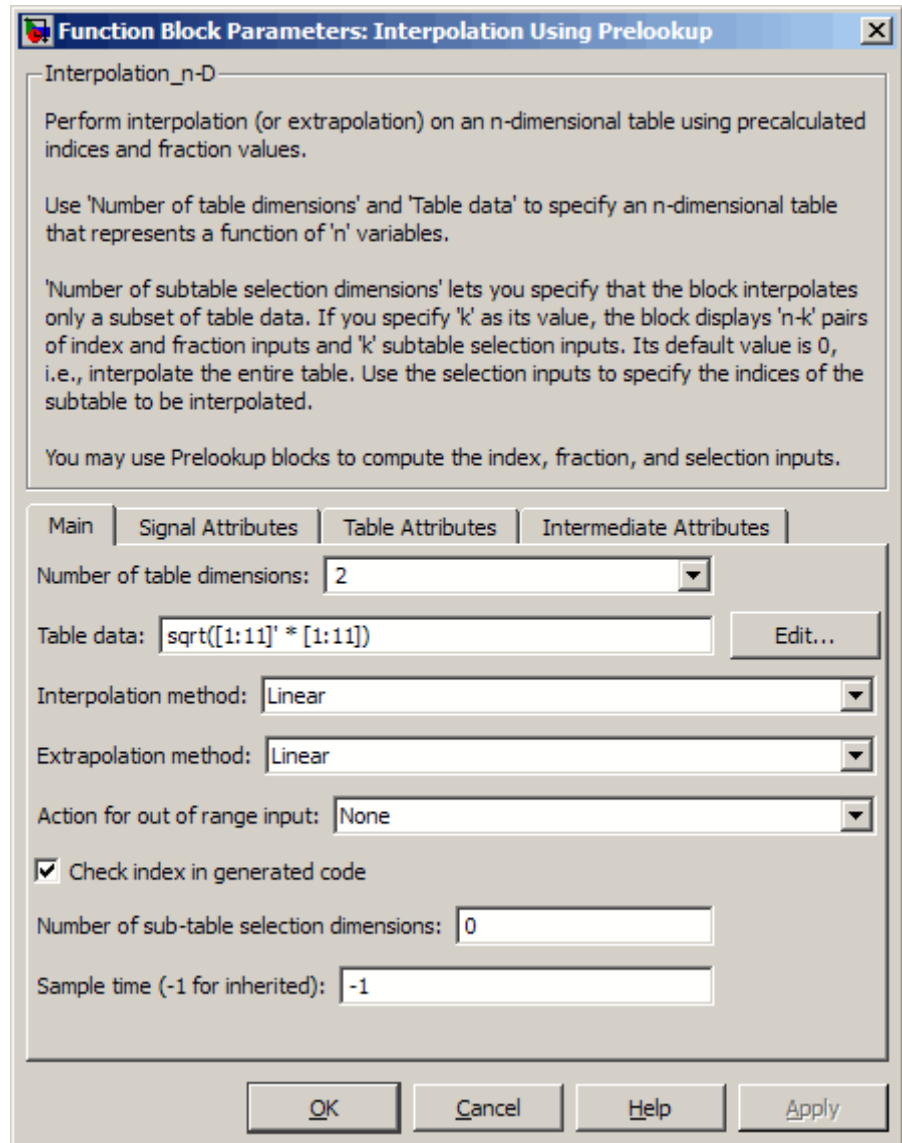 Function Block Parameters: Interpolation Using Prelookup
Interpolation_n-D
Perform interpolation (or extrapolation) on an n-dimensional table using precalculated
indices and fraction values.
Use 'Number of table dimensions' and 'Table data' to specify an n-dimensional table
that represents a function of 'n' variables.
'Number of subtable selection dimensions' lets you specify that the block interpolates
only a subset of table data. If you specify 'k' as its value, the block displays 'n-k' pairs
of index and fraction inputs and 'k' subtable selection inputs. Its default value is 0,
i.e., interpolate the entire table. Use the selection inputs to specify the indices of the
subtable to be interpolated.
You may use Prelookup blocks to compute the index, fraction, and selection inputs.
Main Signal Attributes Table Attributes Intermediate Attributes
Number of table dimensions: 2
Table data: sqrt([1:11]' * [1:11]) Edit...
Interpolation method: Linear
Extrapolation method: Linear
Action for out of range input: None
Check index in generated code
Number of sub-table selection dimensions: 0
Sample time (-1 for inherited): -1
OK Cancel Help Apply